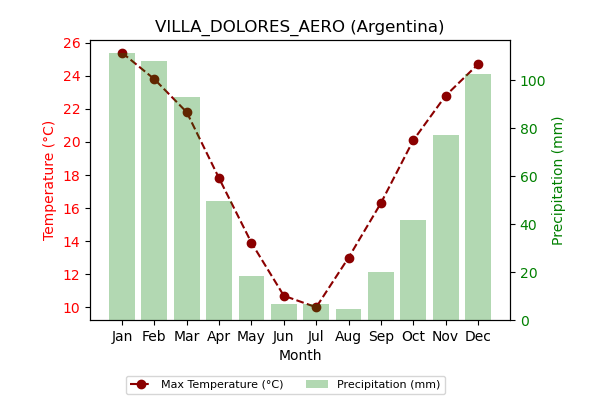 VILLA_DOLORES_AERO (Argentina)
26
24
22
20
18
16
14
12
10
Temperature (°C)
100
80
60
40
20
0
Precipitation (mm)
Jan Feb Mar Apr May Jun Jul Aug Sep Oct Nov Dec
Month
Max Temperature (°C) Precipitation (mm)